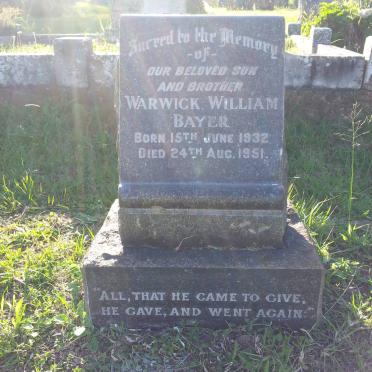 Sacred to the Memory
-OF-
OUR BELOVED SON
AND BROTHER
WARWICK WILLIAM
BAYER
BORN 15TH JUNE 1932
DIED 24TH AUG. 1951.
"ALL, THAT HE CAME TO GIVE,
HE GAVE, AND WENT AGAIN:"